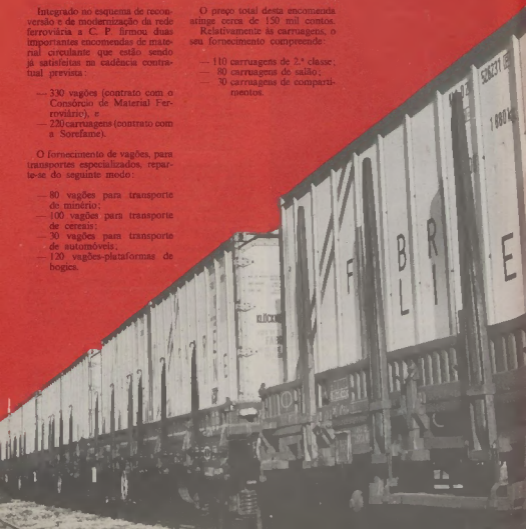 Integrado no esquema de recon-
versão e da modernização da rede
ferroviária a C. P. firmou duas
importantes encomendas de mate-
rial circulante que estão sendo
já satisfeitas na cadência contra-
tual prevista:
— 330 vagões (contrato com o
Consórcio de Material Fer-
roviário), e
— 220 carruagens (contrato com
a Sorefame).
O fornecimento de vagões, para
transportes especializados, repar-
te-se do seguinte modo:
— 80 vagões para transporte
de minério;
— 100 vagões para transporte
de cereais;
— 30 vagões para transporte
de automóveis;
— 120 vagões-plataformas de
bogies.
O preço total desta encomenda
atinge cerca de 150 mil contos.
Relativamente às carruagens, o
seu fornecimento compreende:
— 110 carruagens de 2.ª classe;
— 80 carruagens de salão;
— 30 carruagens de comparti-
mentos.
F B R E
L I